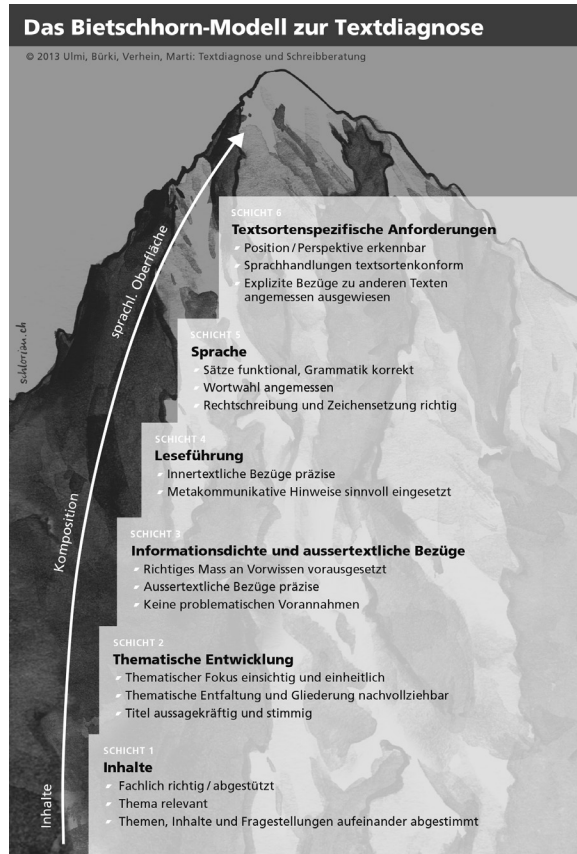 Das Bietschhorn-Modell zur Textdiagnose
© 2013 Ulmi, Bürki, Verhein, Marti: Textdiagnose und Schreibberatung
SCHICHT 6
Textsortenspezifische Anforderungen
Position / Perspektive erkennbar
Sprachhandlungen textsortenkonform
Explizite Bezüge zu anderen Texten
angemessen ausgewiesen
sprachl. Oberfläche
schlorian.ch
SCHICHT 5
Sprache
Sätze funktional, Grammatik korrekt
Wortwahl angemessen
Rechtschreibung und Zeichensetzung richtig
SCHICHT 4
Leseführung
Innertextliche Bezüge präzise
Metakommunikative Hinweise sinnvoll eingesetzt
Komposition
SCHICHT 3
Informationsdichte und aussertextliche Bezüge
Richtiges Mass an Vorwissen vorausgesetzt
Aussertextliche Bezüge präzise
Keine problematischen Vorannahmen
SCHICHT 2
Thematische Entwicklung
Thematischer Fokus einsichtig und einheitlich
Thematische Entfaltung und Gliederung nachvollziehbar
Titel aussagekräftig und stimmig
SCHICHT 1
Inhalte
Fachlich richtig / abgestützt
Thema relevant
Themen, Inhalte und Fragestellungen aufeinander abgestimmt
Inhalte